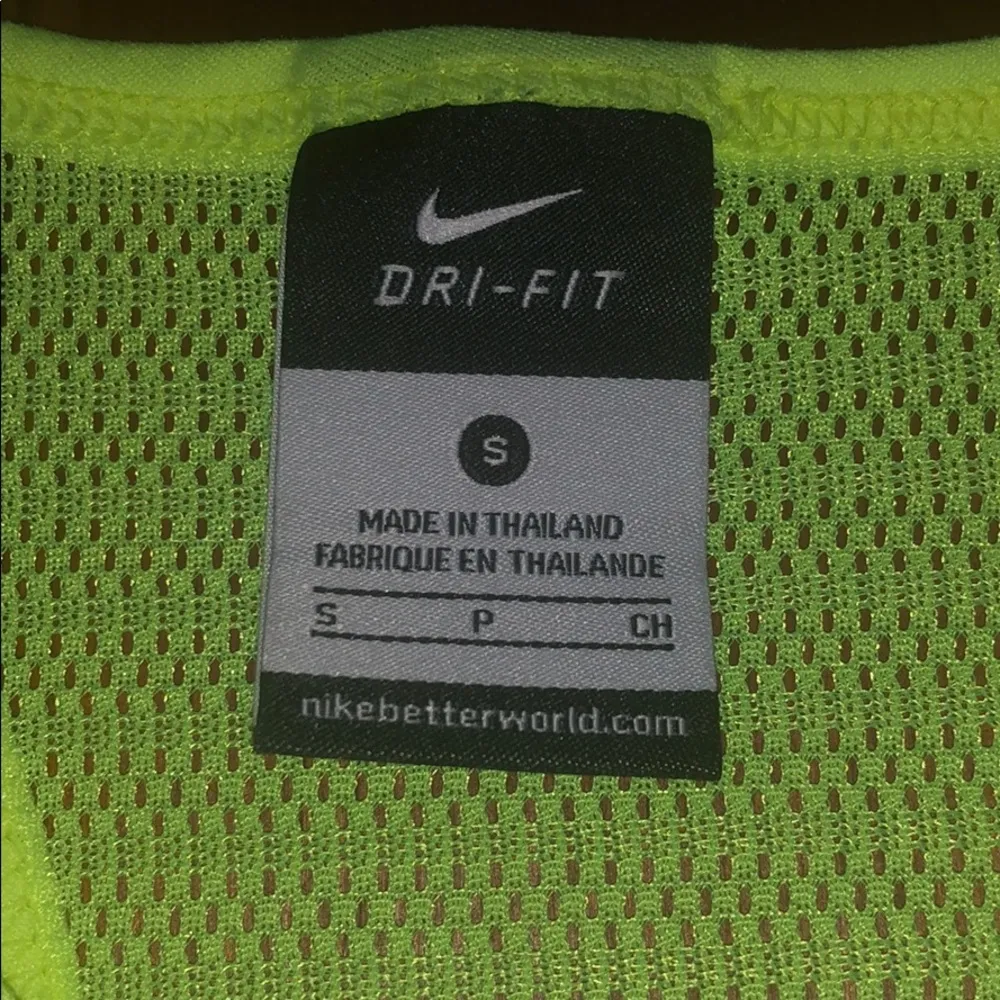 DRI-FIT
S
MADE IN THAILAND
FABRIQUE EN THAILANDE
S P CH
nikebetterworld.com